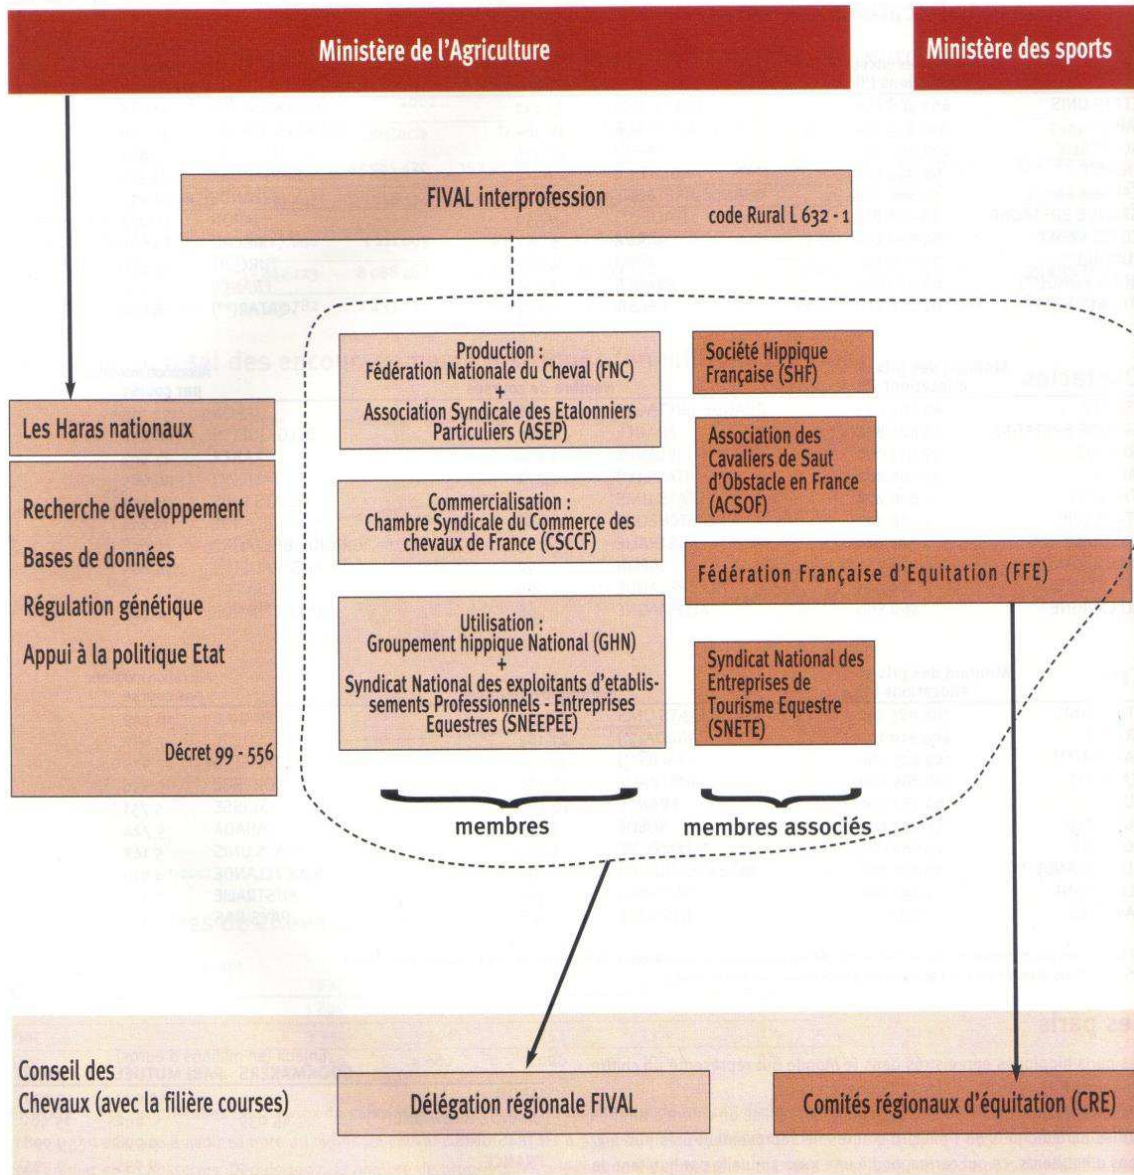 Ministère de l'Agriculture
Ministère des sports
FIVAL interprofession
code Rural L 632 - 1
Les Haras nationaux
Recherche développement
Bases de données
Régulation génétique
Appui à la politique Etat
Décret 99 - 556
Production :
Fédération Nationale du Cheval (FNC)
+
Association Syndicale des Etalonniers
Particuliers (ASEP)
Commercialisation :
Chambre Syndicale du Commerce des
chevaux de France (CSCCF)
Utilisation :
Groupement hippique National (GHN)
+
Syndicat National des exploitants d'etablis-
sements Professionnels - Entreprises
Equestres (SNEEPEE)
membres
Société Hippique
Française (SHF)
Association des
Cavaliers de Saut
d'Obstacle en France
(ACSOF)
Fédération Française d'Equitation (FFE)
Syndicat National des
Entreprises de
Tourisme Equestre
(SNETE)
membres associés
Conseil des
Chevaux (avec la filière courses)
Délégation régionale FIVAL
Comités régionaux d'équitation (CRE)